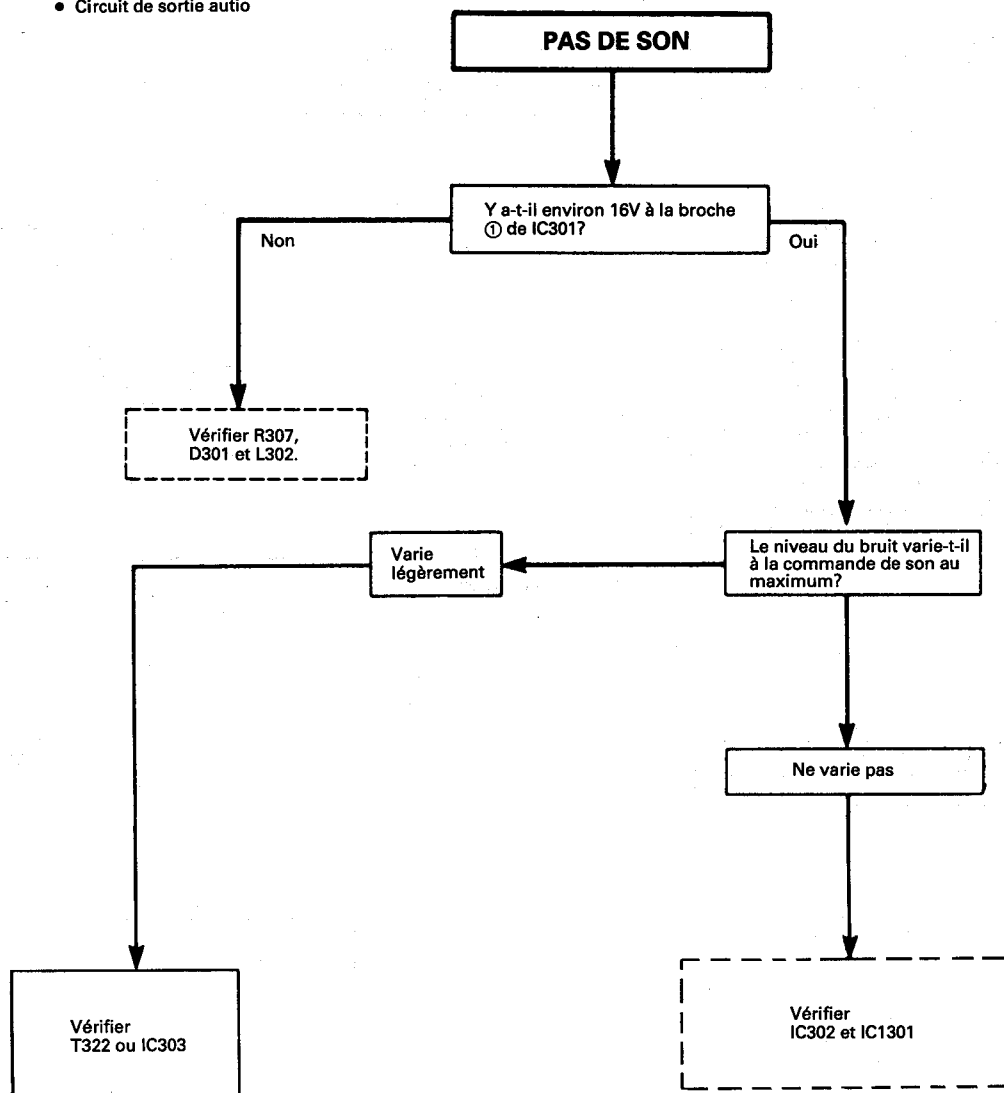 • Circuit de sortie autio
PAS DE SON
Y a-t-il environ 16V à la broche
① de IC301?
Non
Oui
Vérifier R307,
D301 et L302.
Varie
légèrement
Le niveau du bruit varie-t-il
à la commande de son au
maximum?
Ne varie pas
Vérifier
T322 ou IC303
Vérifier
IC302 et IC1301